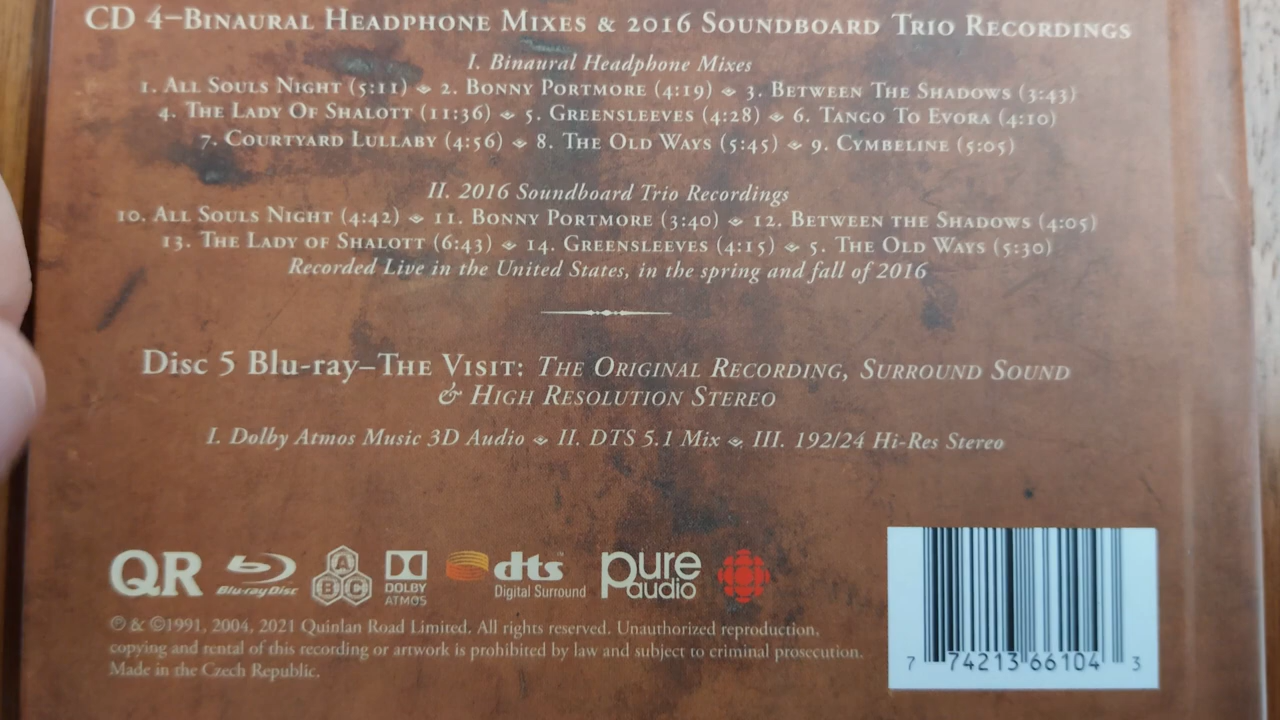 CD 4–Binaural Headphone Mixes & 2016 Soundboard Trio Recordings
I. Binaural Headphone Mixes
1. All Souls Night (5:11) 2. Bonny Portmore (4:19) 3. Between The Shadows (3:43)
4. The Lady Of Shalott (11:36) 5. Greensleeves (4:28) 6. Tango To Evora (4:10)
7. Courtyard Lullaby (4:56) 8. The Old Ways (5:45) 9. Cymbeline (5:05)
II. 2016 Soundboard Trio Recordings
10. All Souls Night (4:42) 11. Bonny Portmore (3:40) 12. Between the Shadows (4:05)
13. The Lady of Shalott (6:43) 14. Greensleeves (4:15) 5. The Old Ways (5:30)
Recorded Live in the United States, in the spring and fall of 2016
Disc 5 Blu-ray–The Visit: The Original Recording, Surround Sound
& High Resolution Stereo
I. Dolby Atmos Music 3D Audio II. DTS 5.1 Mix III. 192/24 Hi-Res Stereo
QR Blu-ray Disc ABC DOLBY ATMOS dts™ Digital Surround pure audio
℗ & ©1991, 2004, 2021 Quinlan Road Limited. All rights reserved. Unauthorized reproduction,
copying and rental of this recording or artwork is prohibited by law and subject to criminal prosecution.
Made in the Czech Republic.
7 74213 66104 3